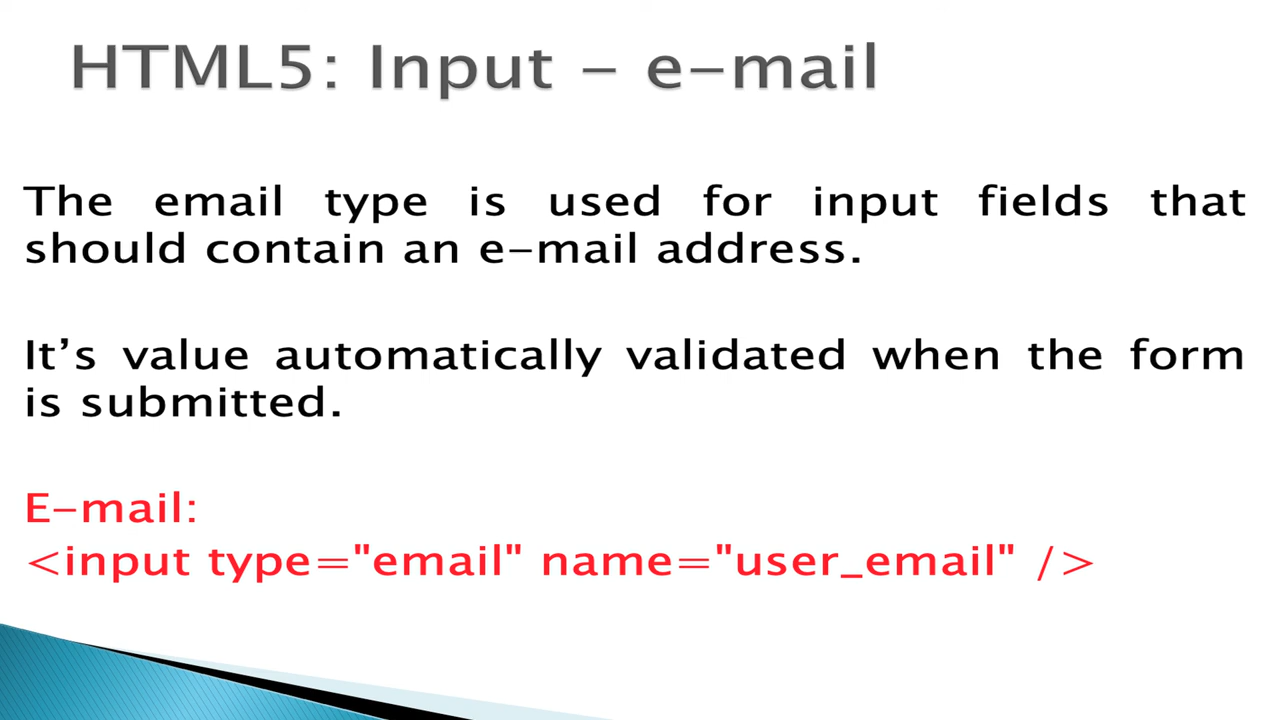 HTML5: Input - e-mail
The email type is used for input fields that
should contain an e-mail address.
It’s value automatically validated when the form
is submitted.
E-mail:
<input type="email" name="user_email" />